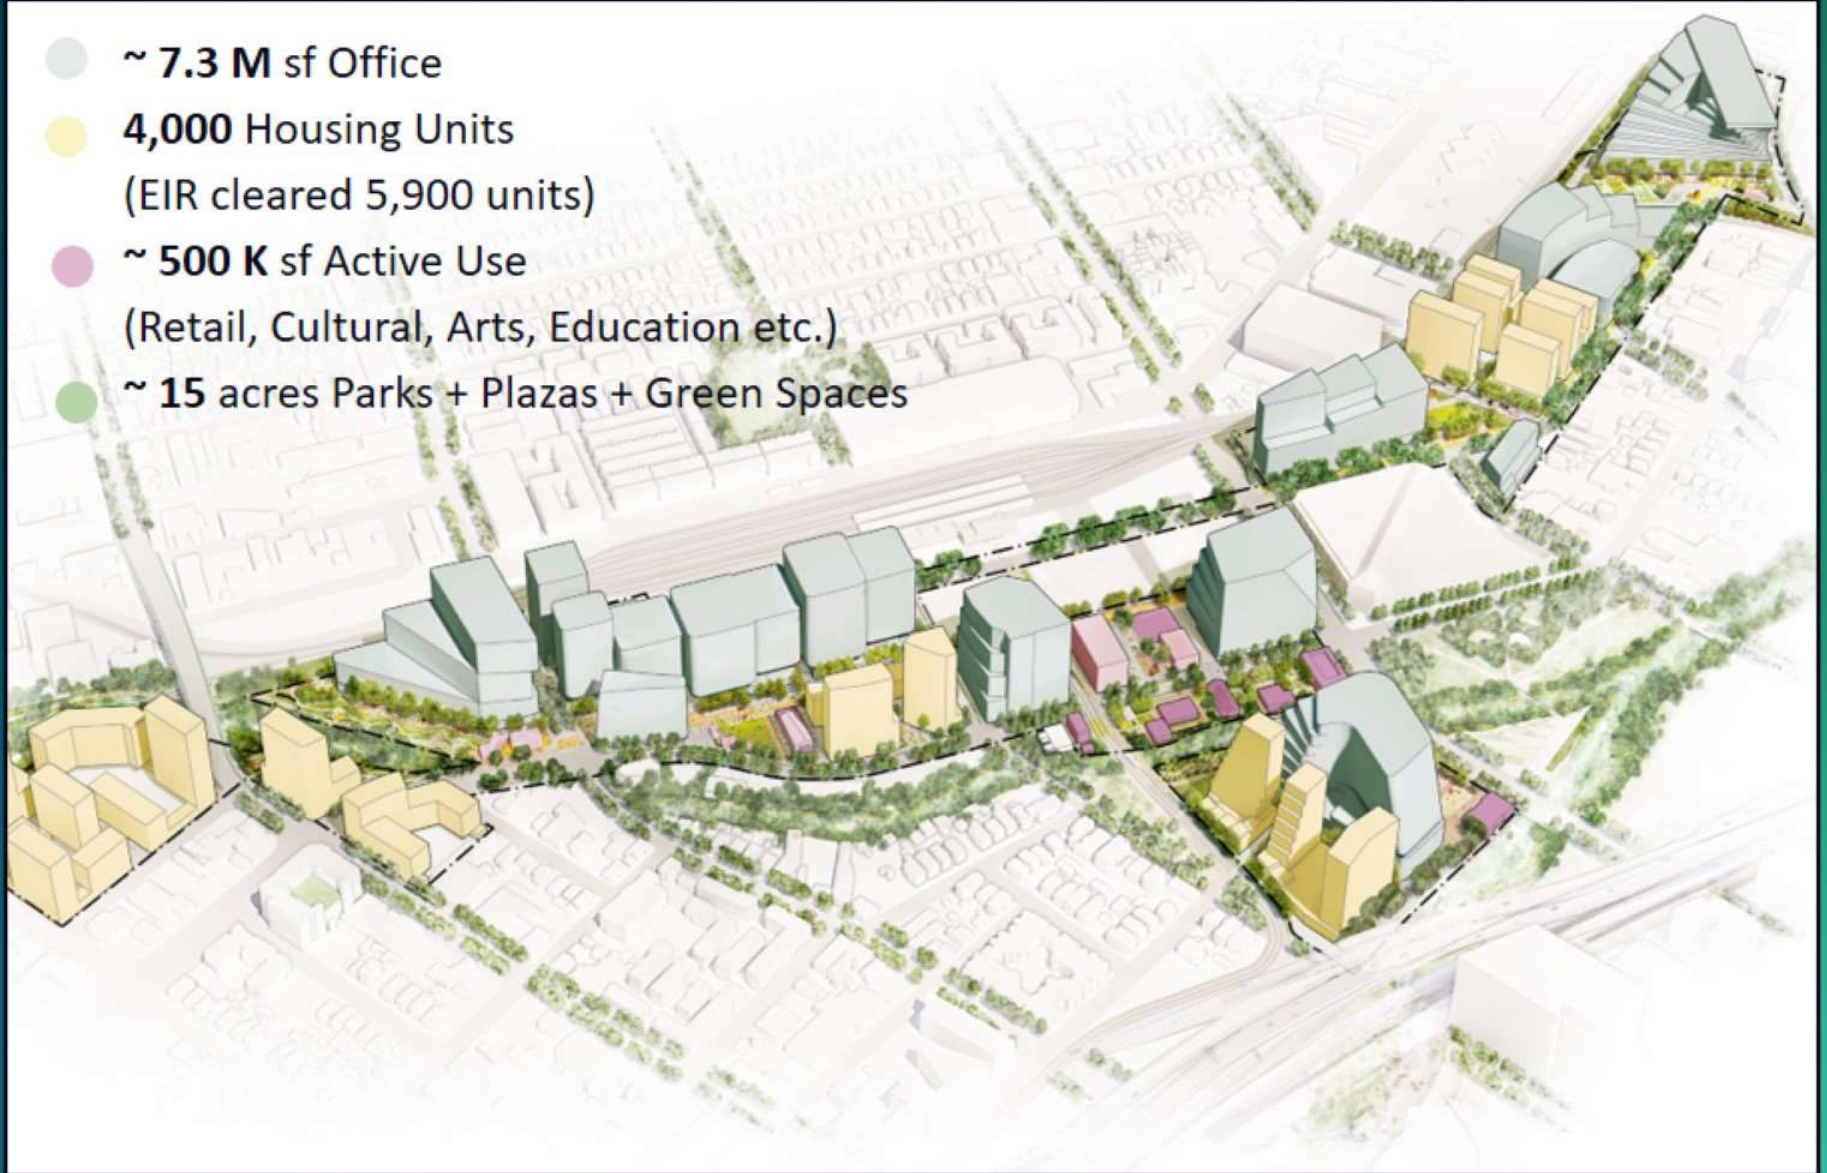 ~ 7.3 M sf Office
4,000 Housing Units
(EIR cleared 5,900 units)
~ 500 K sf Active Use
(Retail, Cultural, Arts, Education etc.)
~ 15 acres Parks + Plazas + Green Spaces